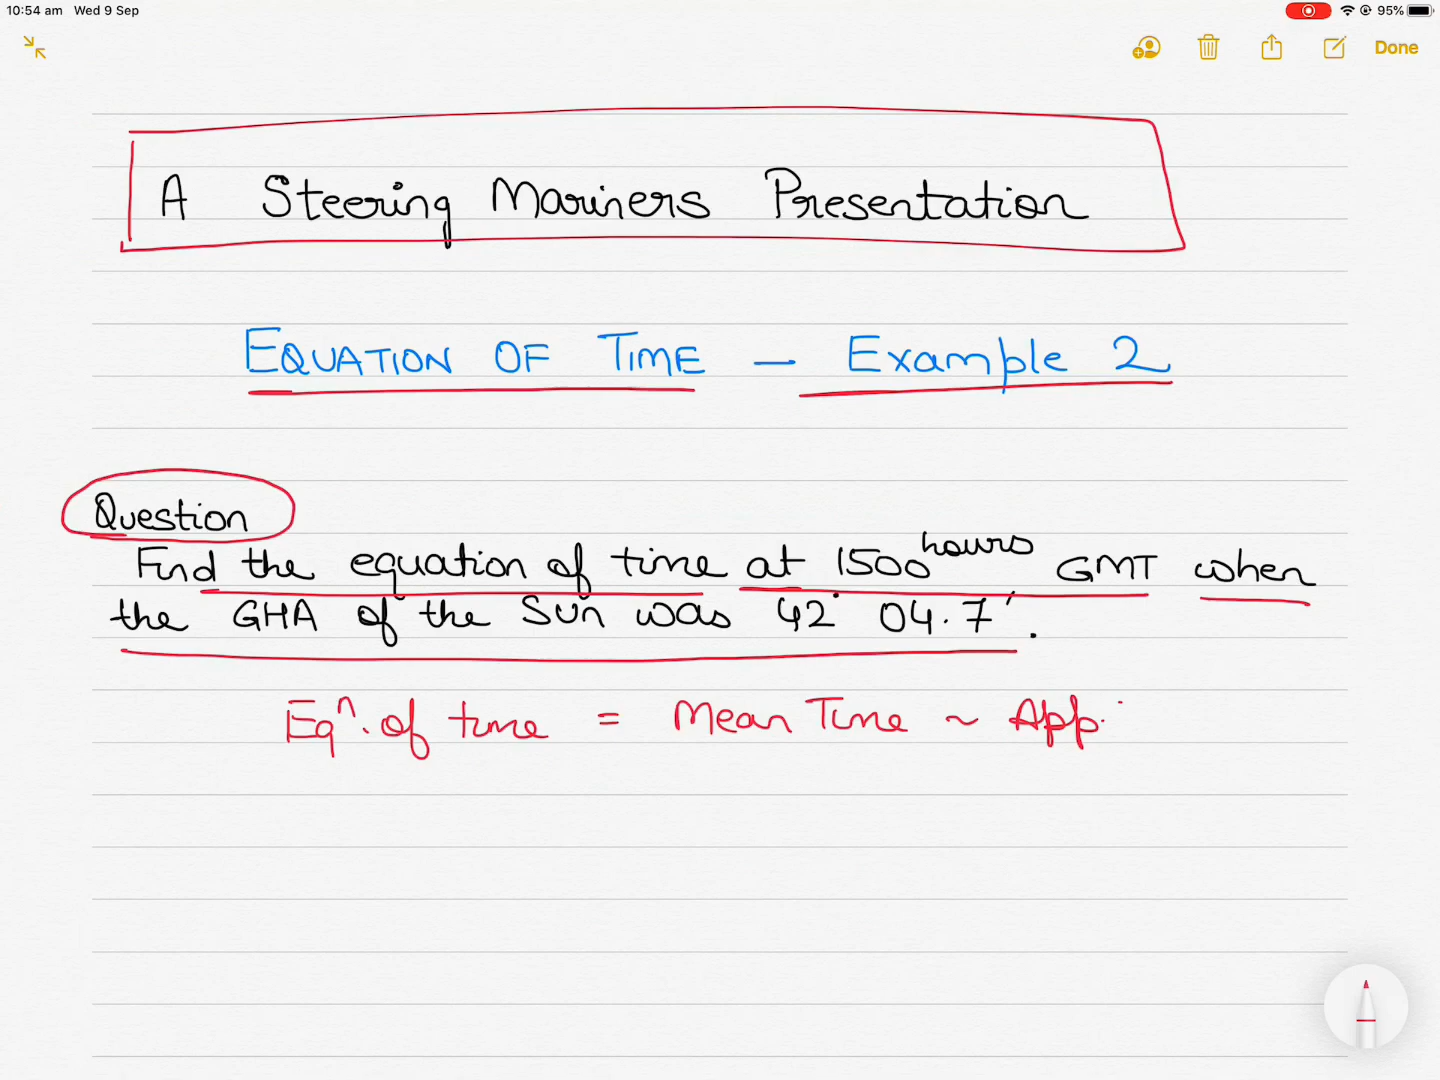 10:54 am Wed 9 Sep
95%
Done
A Steering Mariners Presentation
EQUATION OF TIME - Example 2
Question
Find the equation of time at 1500 hours GMT when
the GHA of the Sun was 42° 04.7'.
Eqⁿ. of time = Mean Time ~ App.